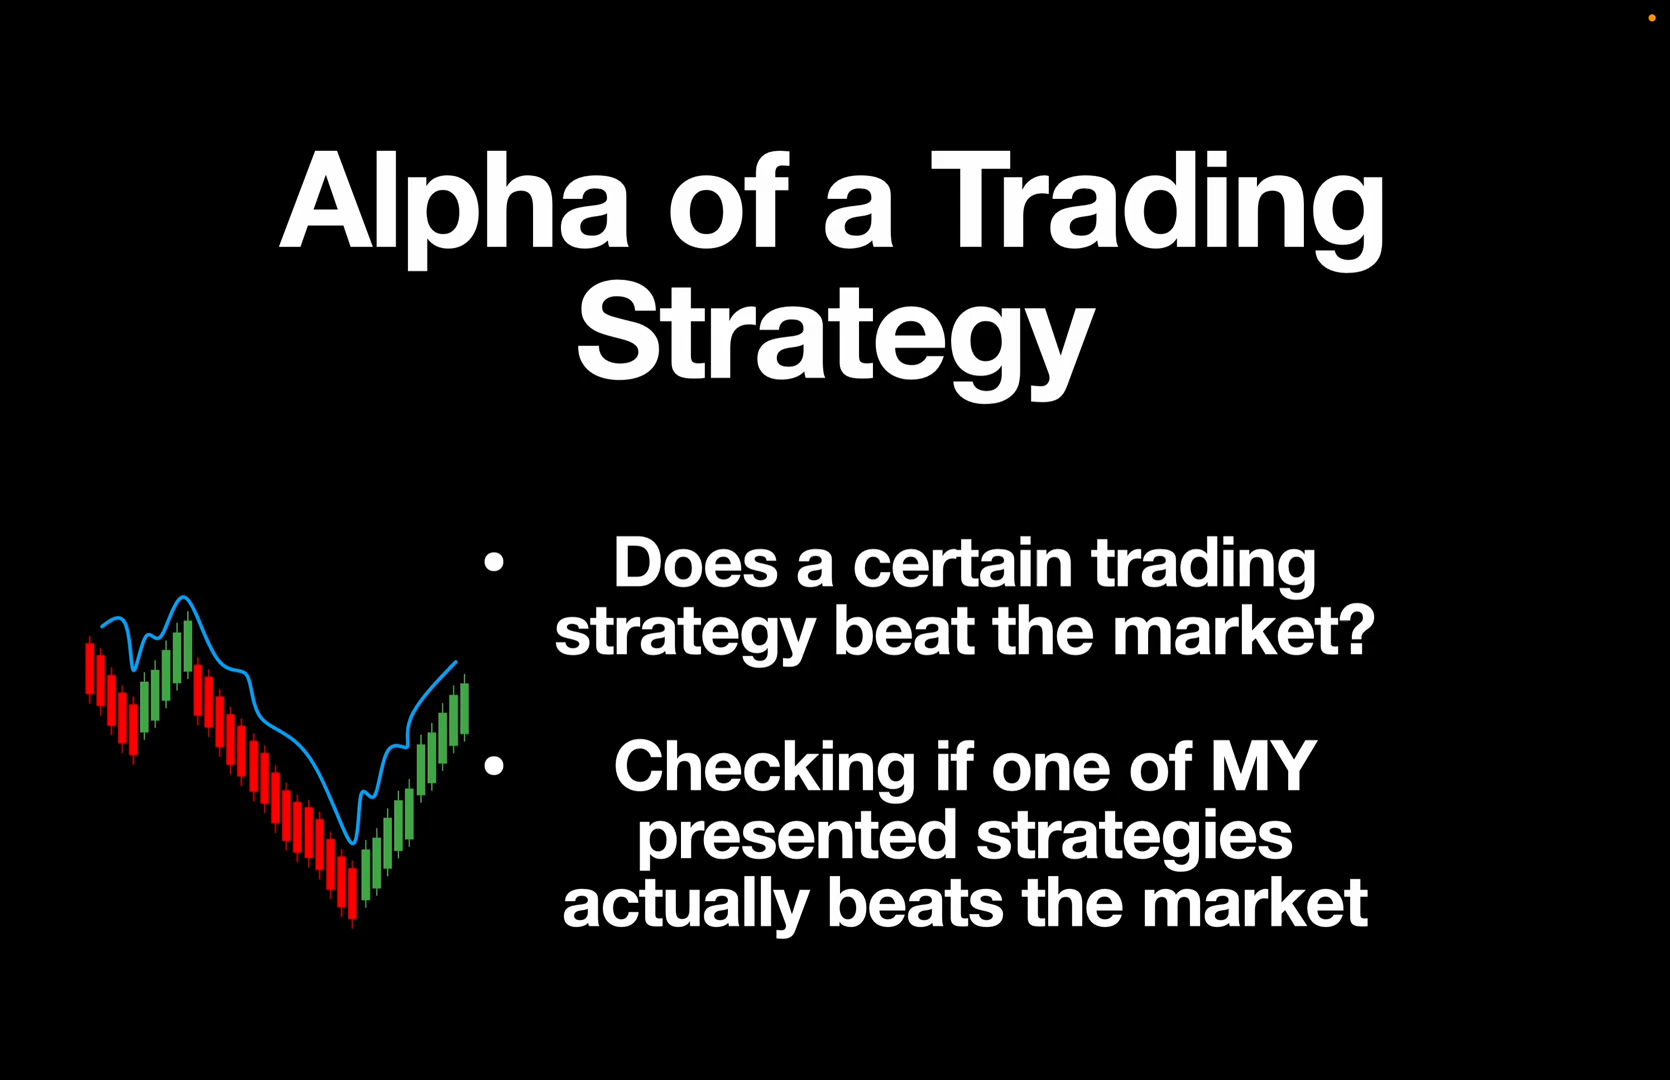 Alpha of a Trading
Strategy
• Does a certain trading
strategy beat the market?
• Checking if one of MY
presented strategies
actually beats the market